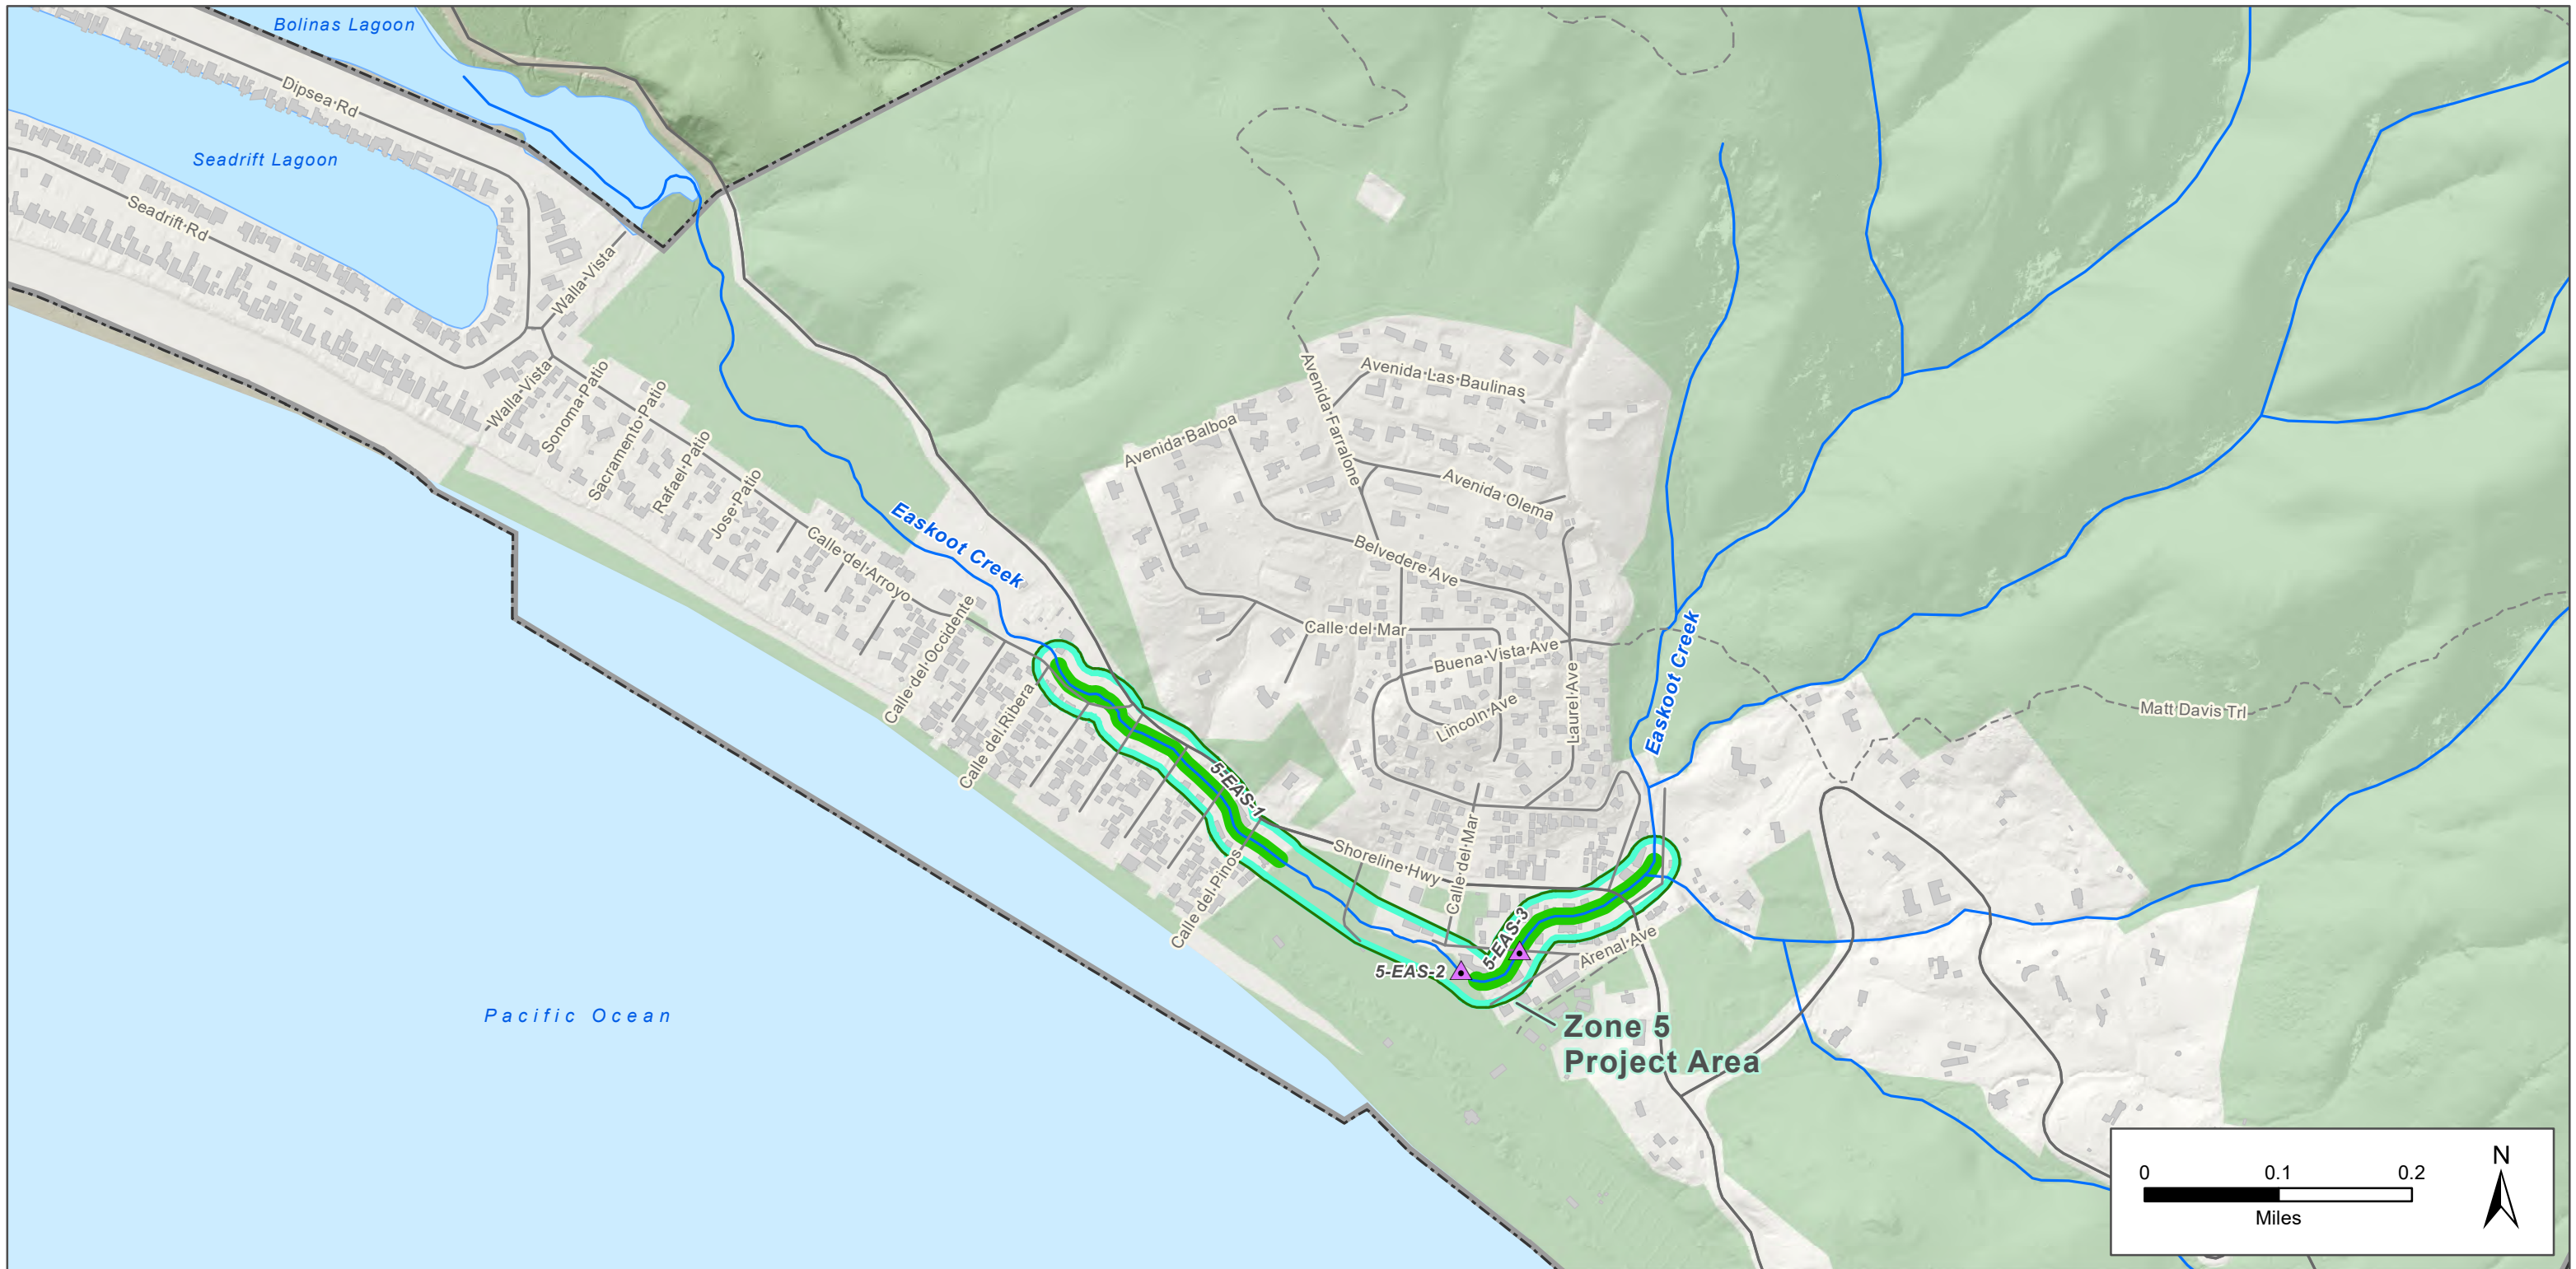 Bolinas Lagoon
Dipsea Rd
Seadrift Lagoon
Seadrift Rd
Walla Vista
Walla Vista
Sonoma Patio
Sacramento Patio
Rafael Patio
Jose Patio
Calle del Arroyo
Easkoot Creek
Calle del Occidente
Calle del Ribera
Calle del Pinos
Avenida Las Baulinas
Avenida Farralone
Avenida Balboa
Avenida Olema
Belvedere Ave
Calle del Mar
Buena Vista Ave
Lincoln Ave
Laurel Ave
Easkoot Creek
Matt Davis Trl
5-EAS-1
Shoreline Hwy
Calle del Mar
5-EAS-3
5-EAS-2
Arenal Ave
Zone 5
Project Area
Pacific Ocean
0 0.1 0.2
Miles
N